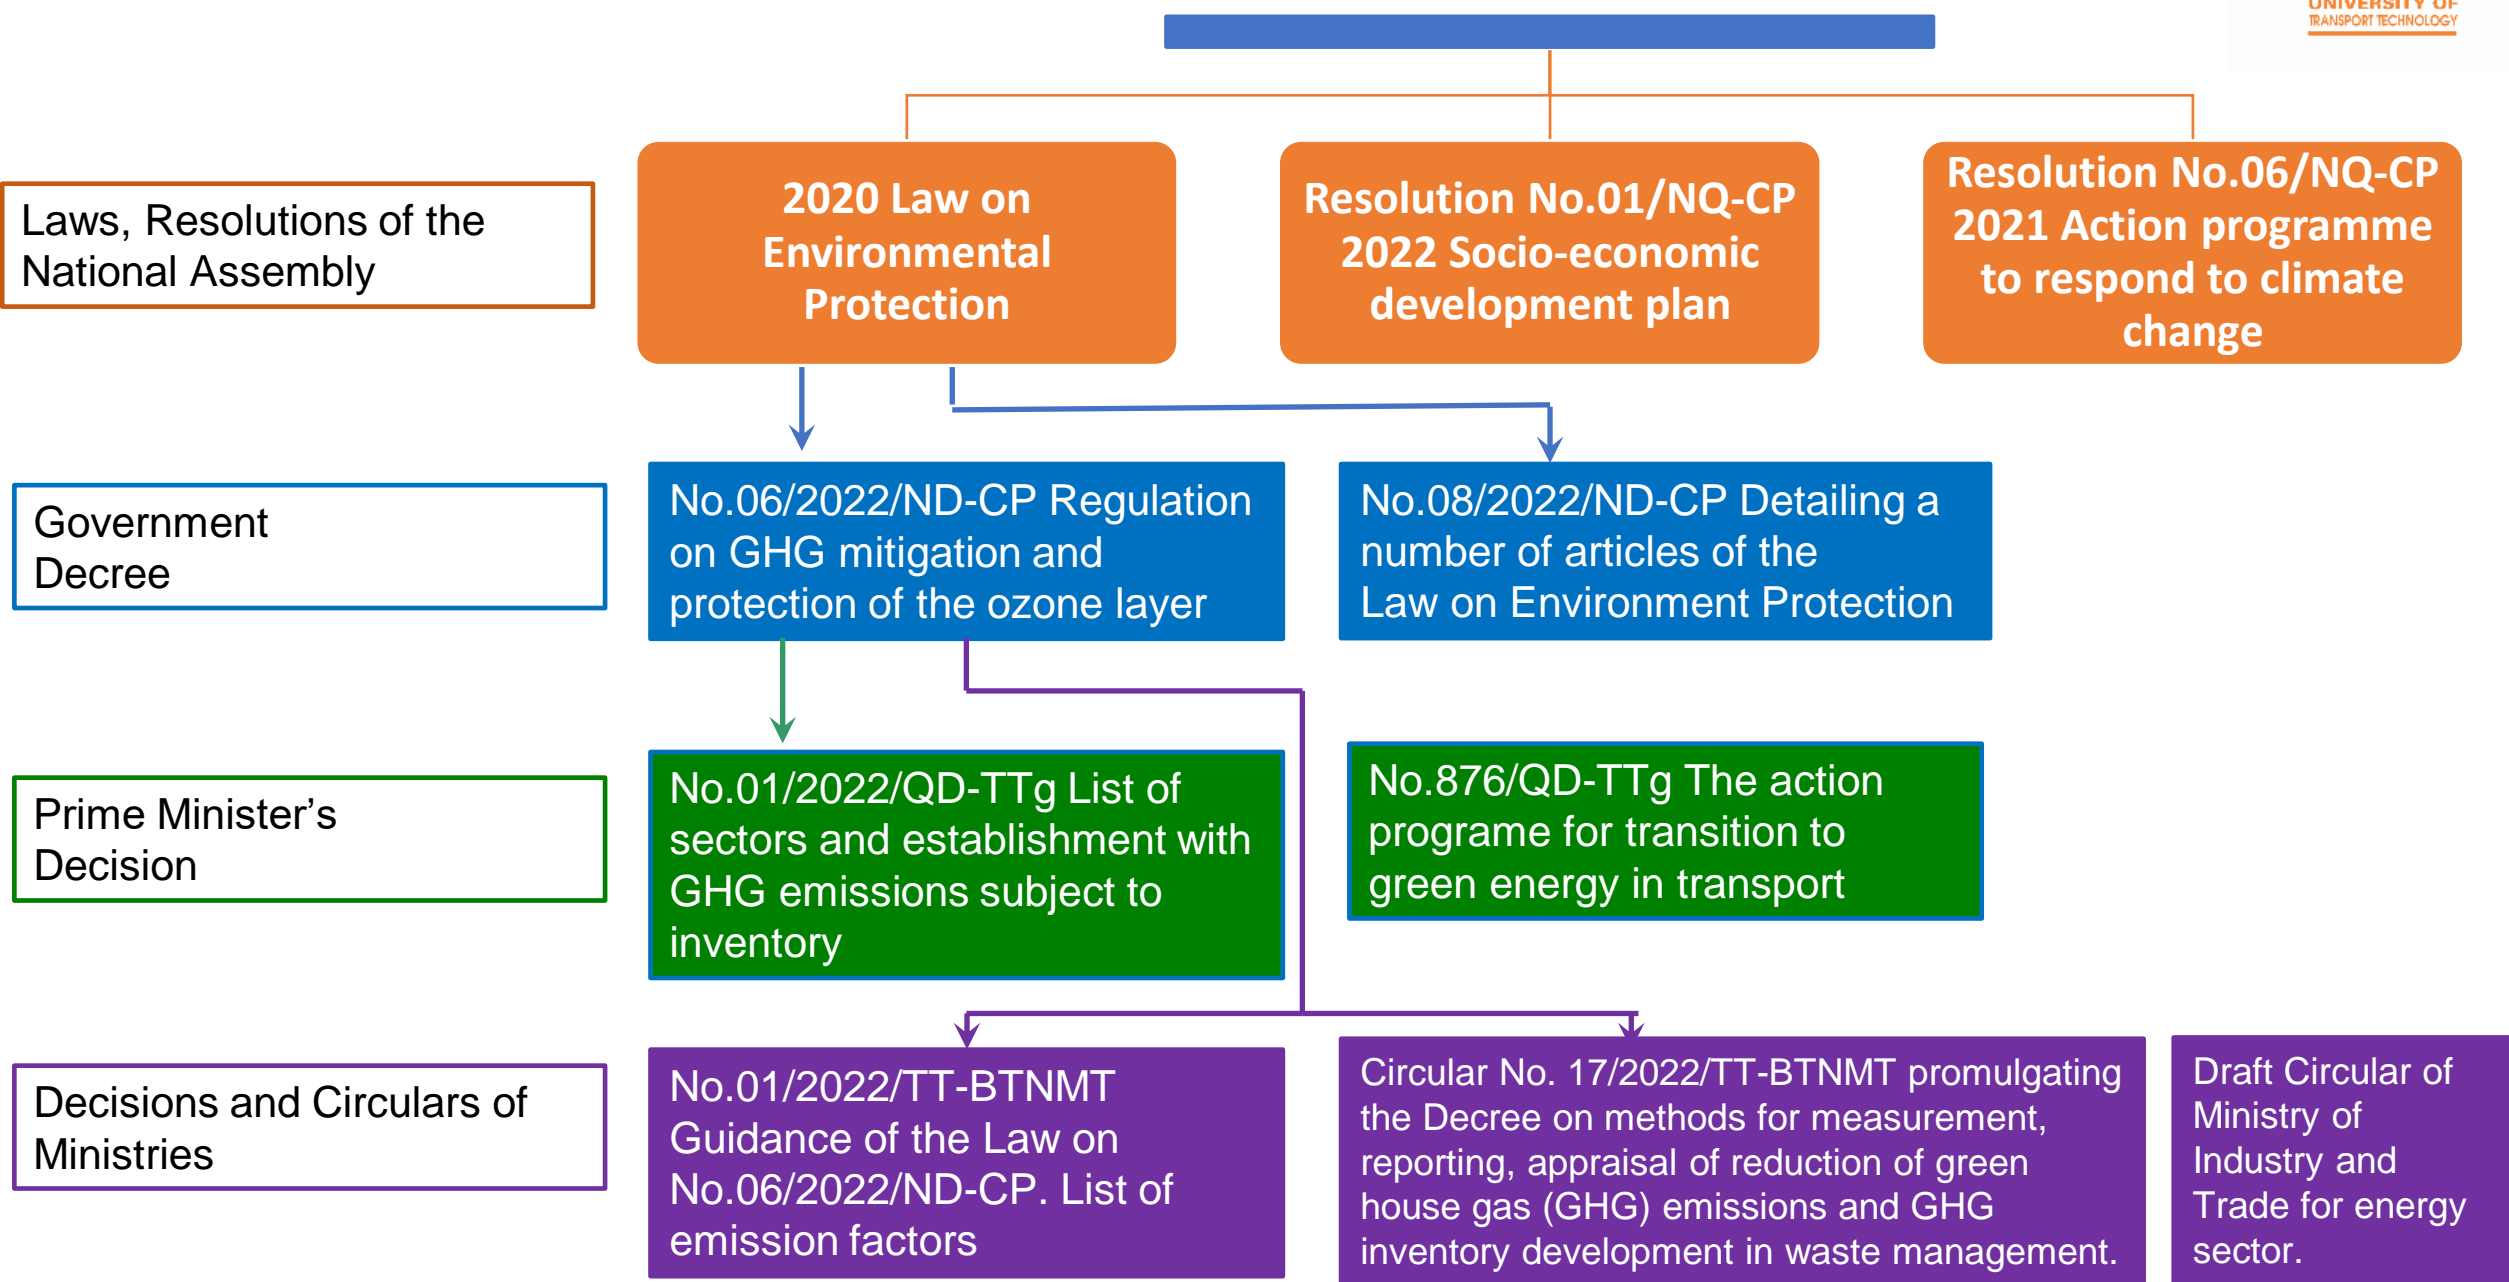 UNIVERSITY OF
TRANSPORT TECHNOLOGY
Laws, Resolutions of the
National Assembly
2020 Law on
Environmental
Protection
Resolution No.01/NQ-CP
2022 Socio-economic
development plan
Resolution No.06/NQ-CP
2021 Action programme
to respond to climate
change
Government
Decree
No.06/2022/ND-CP Regulation
on GHG mitigation and
protection of the ozone layer
No.08/2022/ND-CP Detailing a
number of articles of the
Law on Environment Protection
Prime Minister’s
Decision
No.01/2022/QD-TTg List of
sectors and establishment with
GHG emissions subject to
inventory
No.876/QD-TTg The action
programe for transition to
green energy in transport
Decisions and Circulars of
Ministries
No.01/2022/TT-BTNMT
Guidance of the Law on
No.06/2022/ND-CP. List of
emission factors
Circular No. 17/2022/TT-BTNMT promulgating
the Decree on methods for measurement,
reporting, appraisal of reduction of green
house gas (GHG) emissions and GHG
inventory development in waste management.
Draft Circular of
Ministry of
Industry and
Trade for energy
sector.